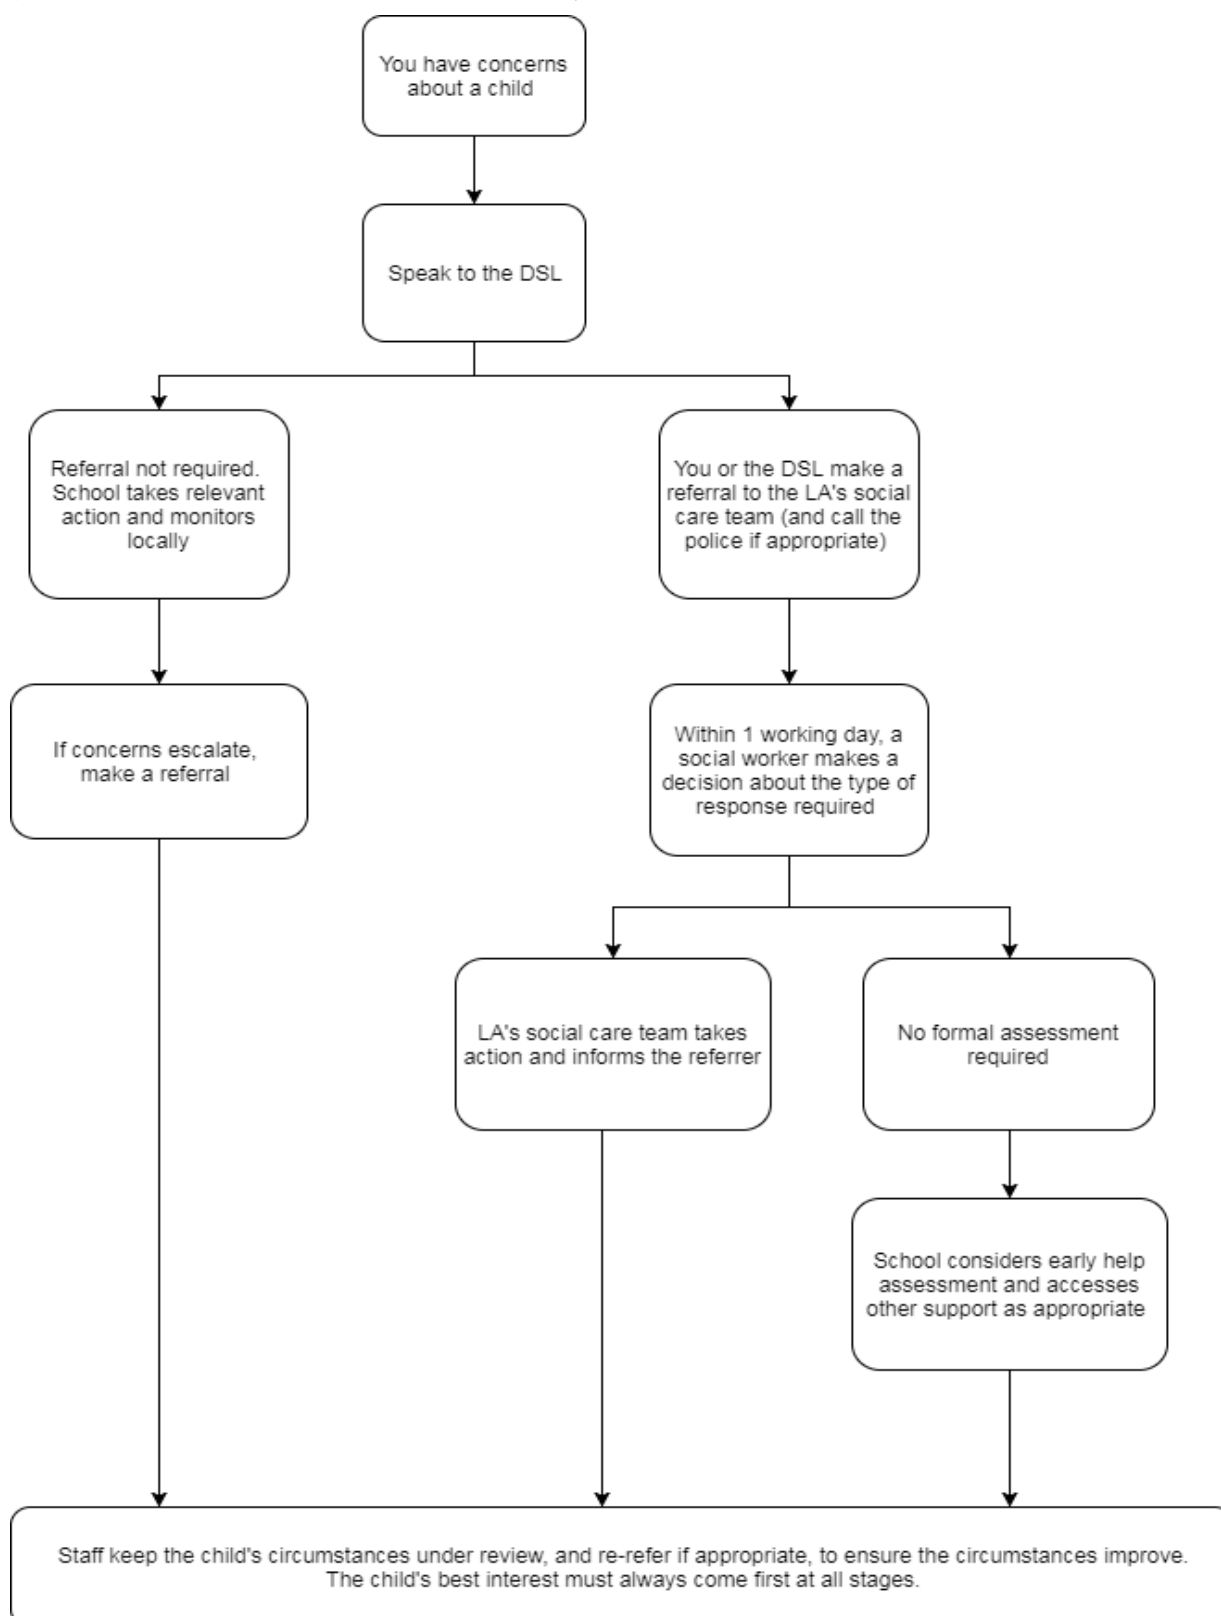 You have concerns
about a child
Speak to the DSL
Referral not required.
School takes relevant
action and monitors
locally
You or the DSL make a
referral to the LA's social
care team (and call the
police if appropriate)
If concerns escalate,
make a referral
Within 1 working day, a
social worker makes a
decision about the type of
response required
LA's social care team takes
action and informs the referrer
No formal assessment
required
School considers early help
assessment and accesses
other support as appropriate
Staff keep the child's circumstances under review, and re-refer if appropriate, to ensure the circumstances improve.
The child's best interest must always come first at all stages.